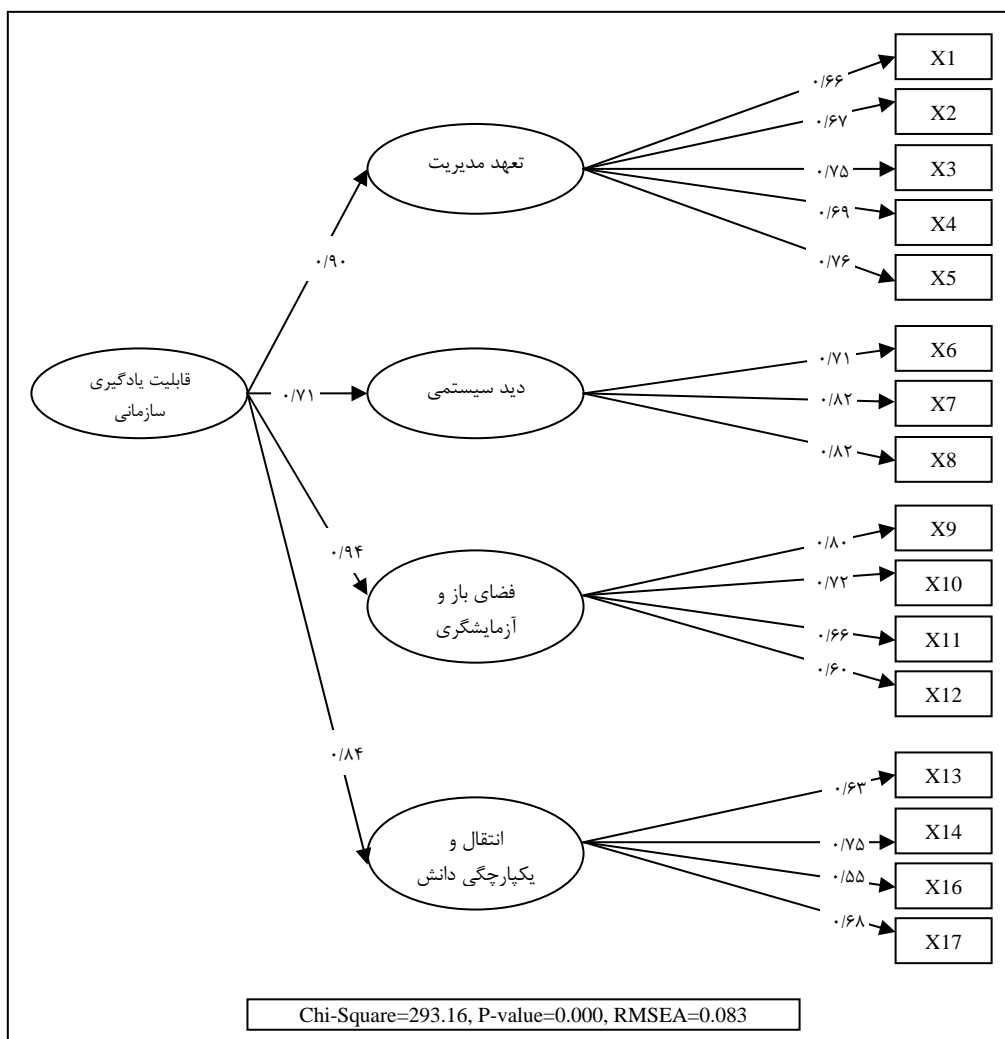 X1
۰/۶۶
X2
۰/۶۷
تعهد مدیریت
X3
۰/۷۵
X4
۰/۶۹
۰/۹۰
X5
۰/۷۶
X6
۰/۷۱
قابلیت یادگیری
سازمانی
۰/۷۱
دید سیستمی
X7
۰/۸۲
X8
۰/۸۲
X9
۰/۸۰
۰/۹۴
X10
۰/۷۲
فضای باز و
آزمایشگری
X11
۰/۶۶
X12
۰/۶۰
۰/۸۴
X13
۰/۶۳
X14
۰/۷۵
انتقال و
یکپارچگی دانش
X16
۰/۵۵
X17
۰/۶۸
Chi-Square=293.16, P-value=0.000, RMSEA=0.083